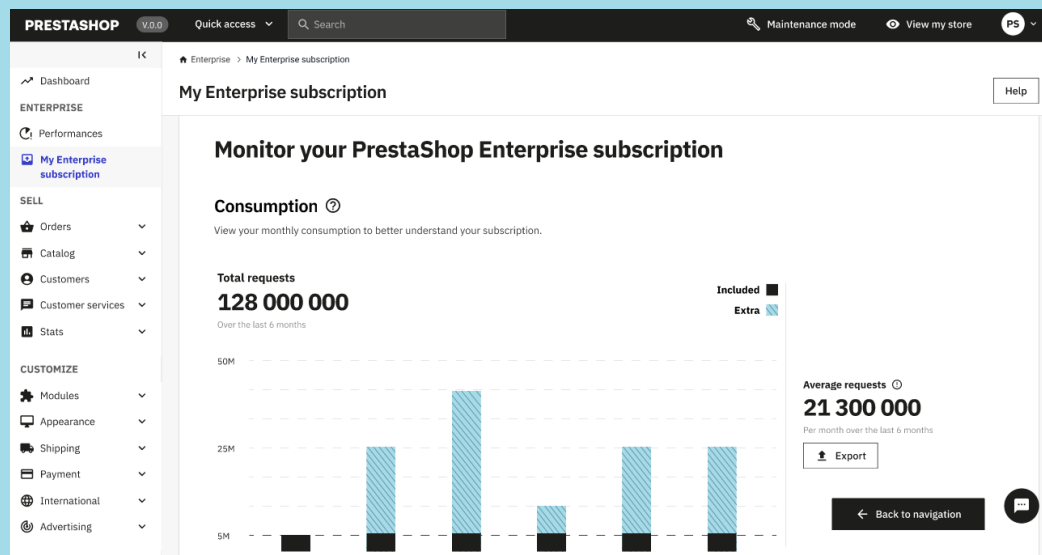 PRESTASHOP V.0.0 Quick access Search Maintenance mode View my store PS
Enterprise > My Enterprise subscription
My Enterprise subscription
Help
Dashboard
ENTERPRISE
Performances
My Enterprise
subscription
SELL
Orders
Catalog
Customers
Customer services
Stats
CUSTOMIZE
Modules
Appearance
Shipping
Payment
International
Advertising
Monitor your PrestaShop Enterprise subscription
Consumption
View your monthly consumption to better understand your subscription.
Total requests
128 000 000
Over the last 6 months
Included
Extra
50M
25M
5M
Average requests
21 300 000
Per month over the last 6 months
Export
Back to navigation